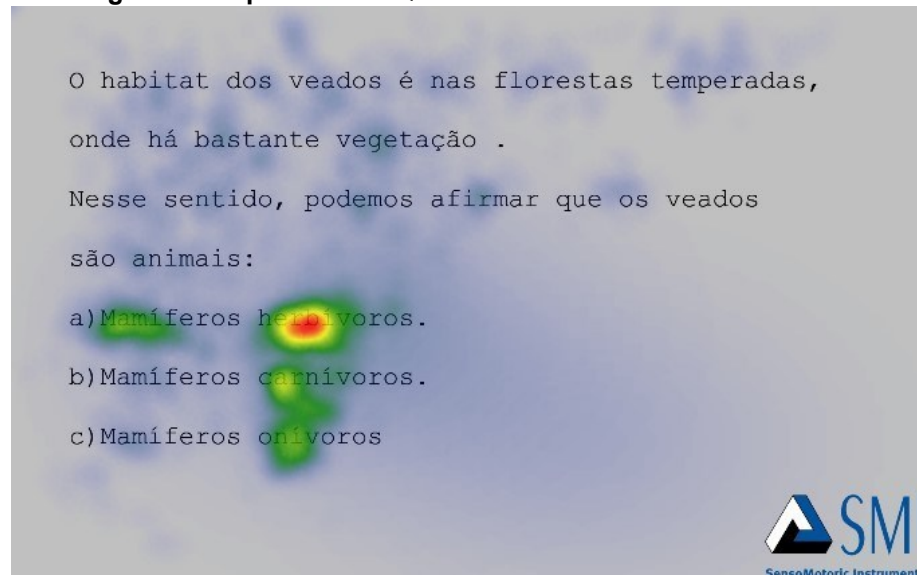 O habitat dos veados é nas florestas temperadas,
onde há bastante vegetação .
Nesse sentido, podemos afirmar que os veados
são animais:
a)Mamíferos herbívoros.
b)Mamíferos carnívoros.
c)Mamíferos onívoros
SM
SensoMotoric Instrument